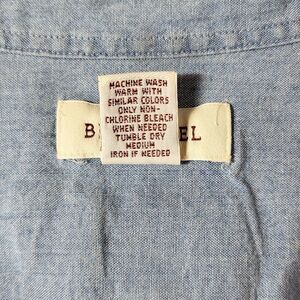 MACHINE WASH
WARM WITH
SIMILAR COLORS
ONLY NON-
CHLORINE BLEACH
WHEN NEEDED
TUMBLE DRY
MEDIUM
IRON IF NEEDED